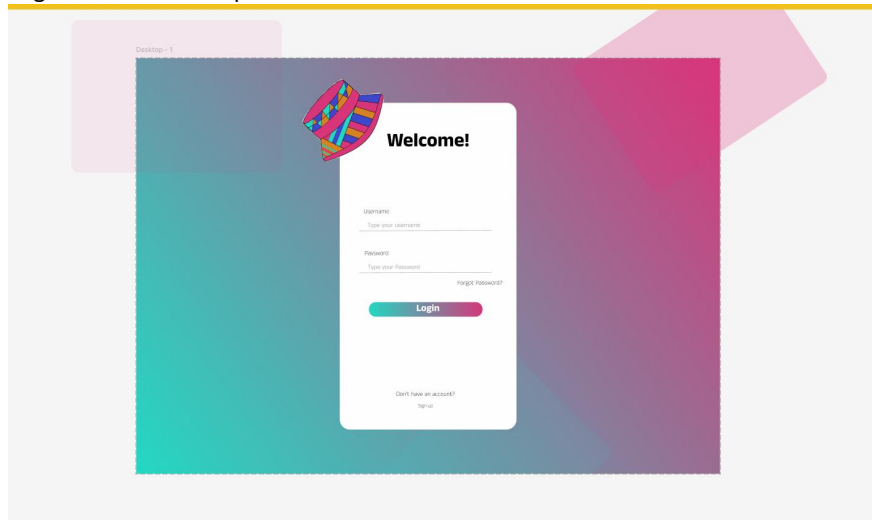 Desktop - 1
Welcome!
Username
Type your username
Password
Type your Password
Forgot Password?
Login
Don't have an account?
Sign up